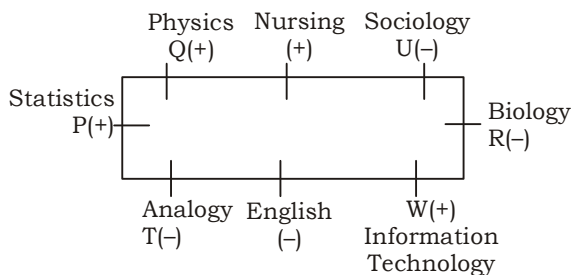 Physics
Q(+)
Nursing
(+)
Sociology
U(–)
Statistics
P(+)
Biology
R(–)
Analogy
T(–)
English
(–)
W(+)
Information
Technology